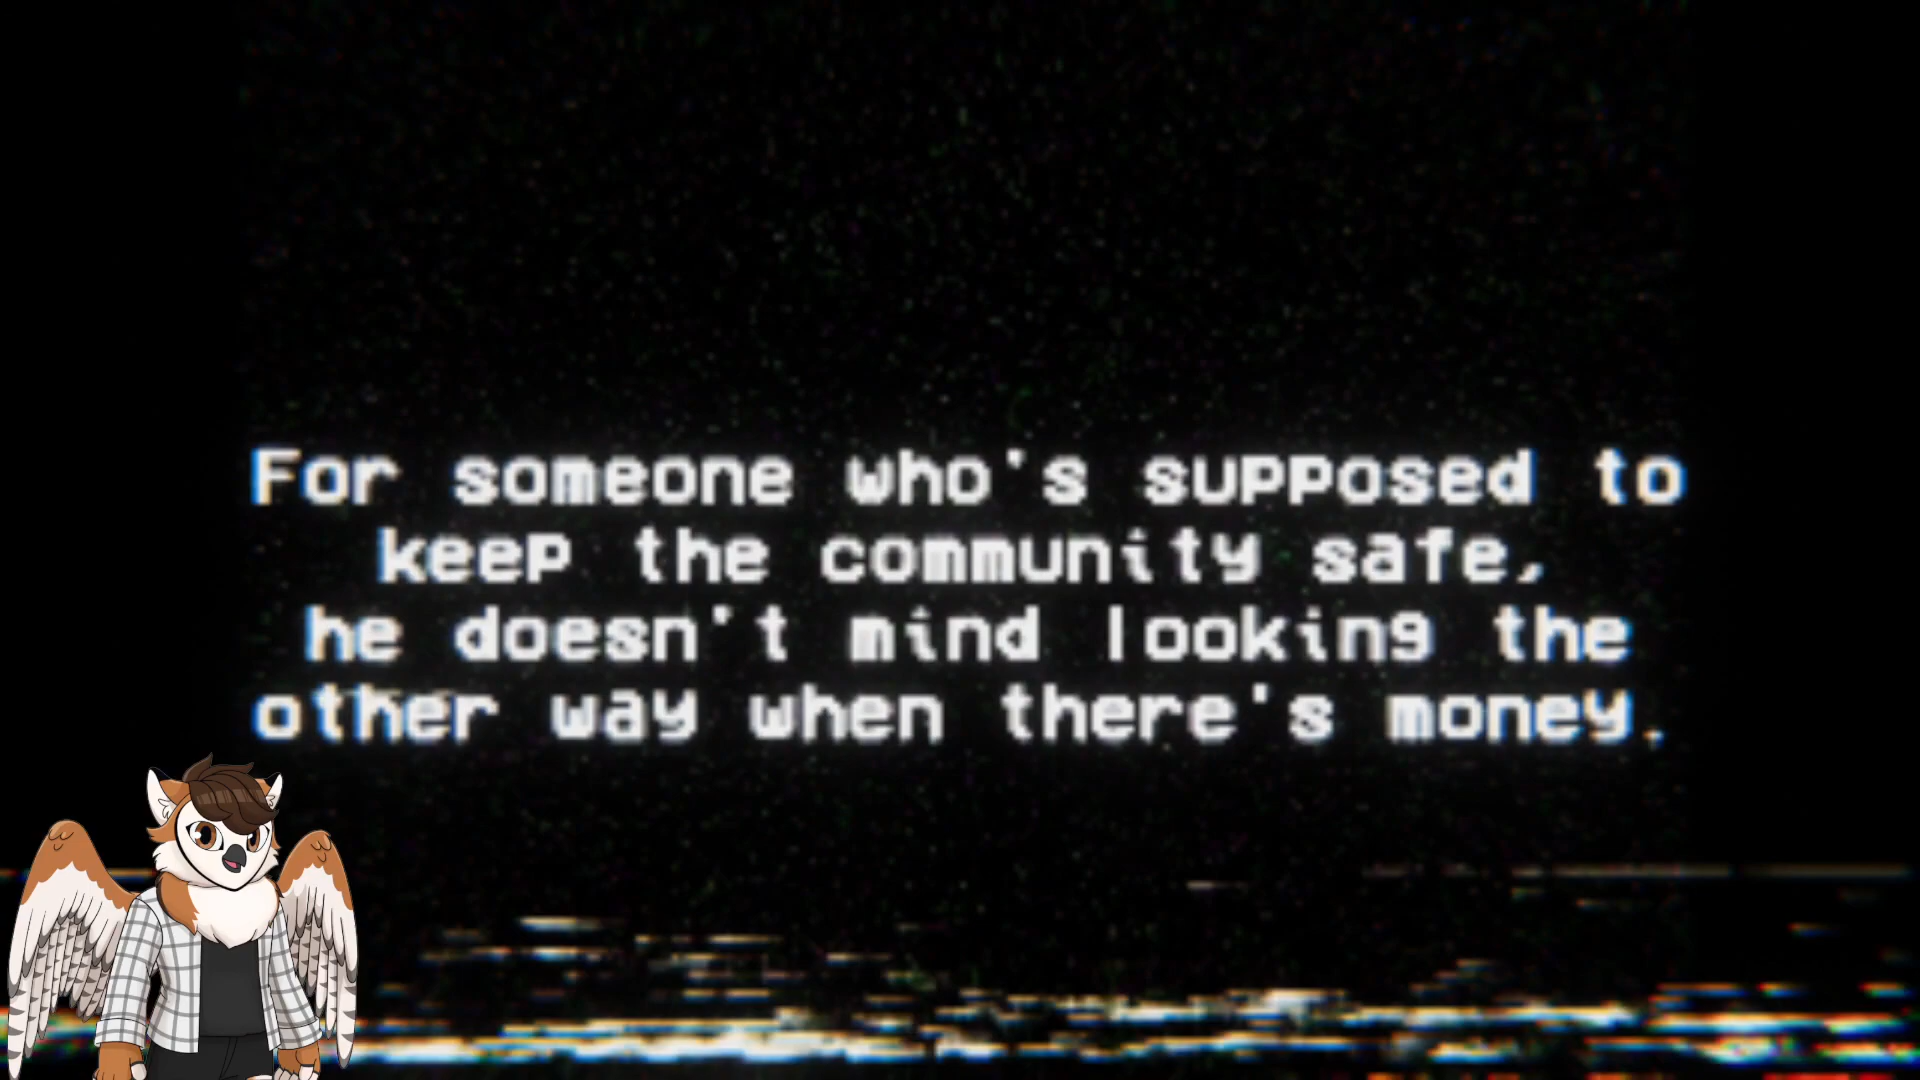 For someone who's supposed to
keep the community safe,
he doesn't mind looking the
other way when there's money.